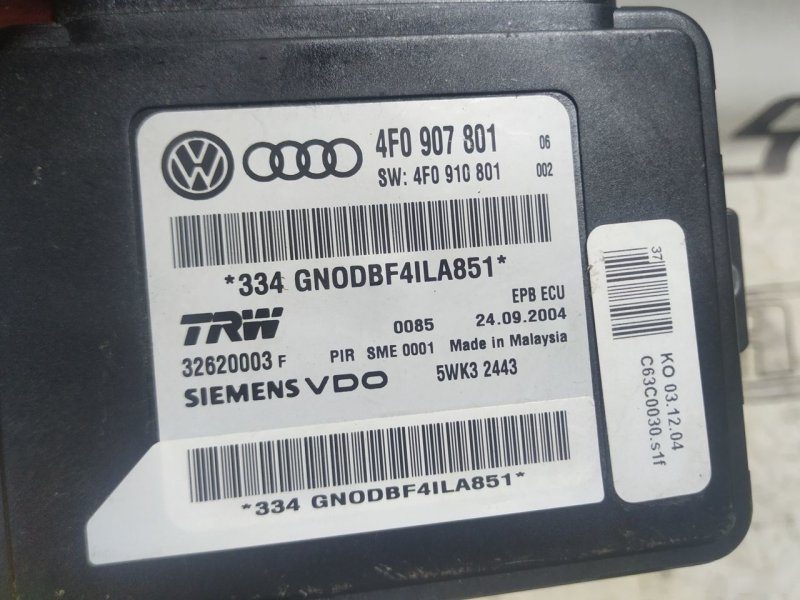 4F0 907 801 06
SW: 4F0 910 801 002
*334 GNODBF4ILA851*
EPB ECU
TRW 0085 24.09.2004
32620003 F PIR SME 0001 Made in Malaysia
SIEMENS VDO 5WK3 2443
*334 GNODBF4ILA851*
37
KO 03.12.04
C63C0030.s1f